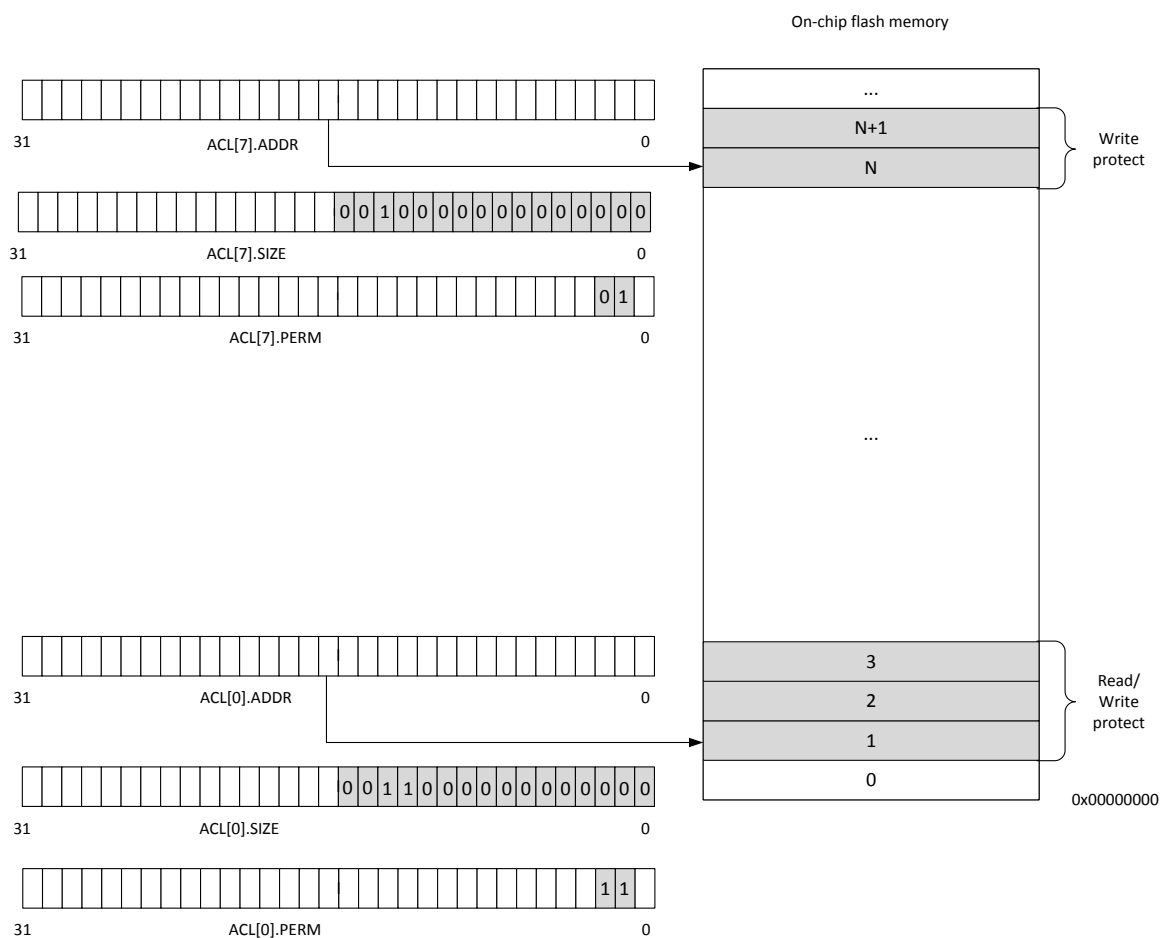 On-chip flash memory
...
31 ACL[7].ADDR 0
N+1
N
Write
protect
0 0 1 0 0 0 0 0 0 0 0 0 0 0 0 0
31 ACL[7].SIZE 0
0 1
31 ACL[7].PERM 0
...
31 ACL[0].ADDR 0
3
2
1
0
Read/
Write
protect
0x00000000
0 0 1 1 0 0 0 0 0 0 0 0 0 0 0 0
31 ACL[0].SIZE 0
1 1
31 ACL[0].PERM 0